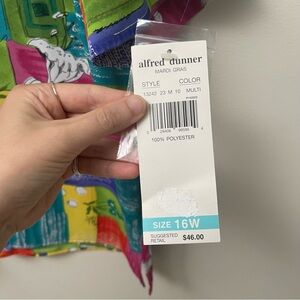 alfred dunner
MARDI GRAS
STYLE COLOR
13242 23 M 10 MULTI
100% POLYESTER
SIZE 16W
SUGGESTED
RETAIL $46.00